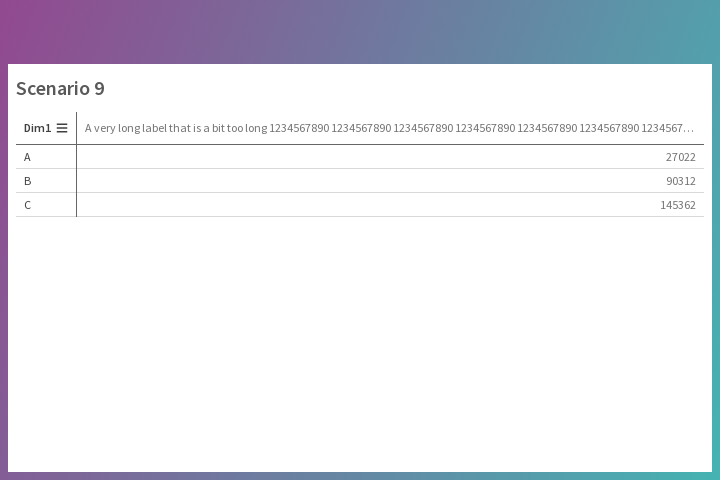 Scenario 9
Dim1 A very long label that is a bit too long 1234567890 1234567890 1234567890 1234567890 1234567890 1234567890 1234567…
A 27022
B 90312
C 145362